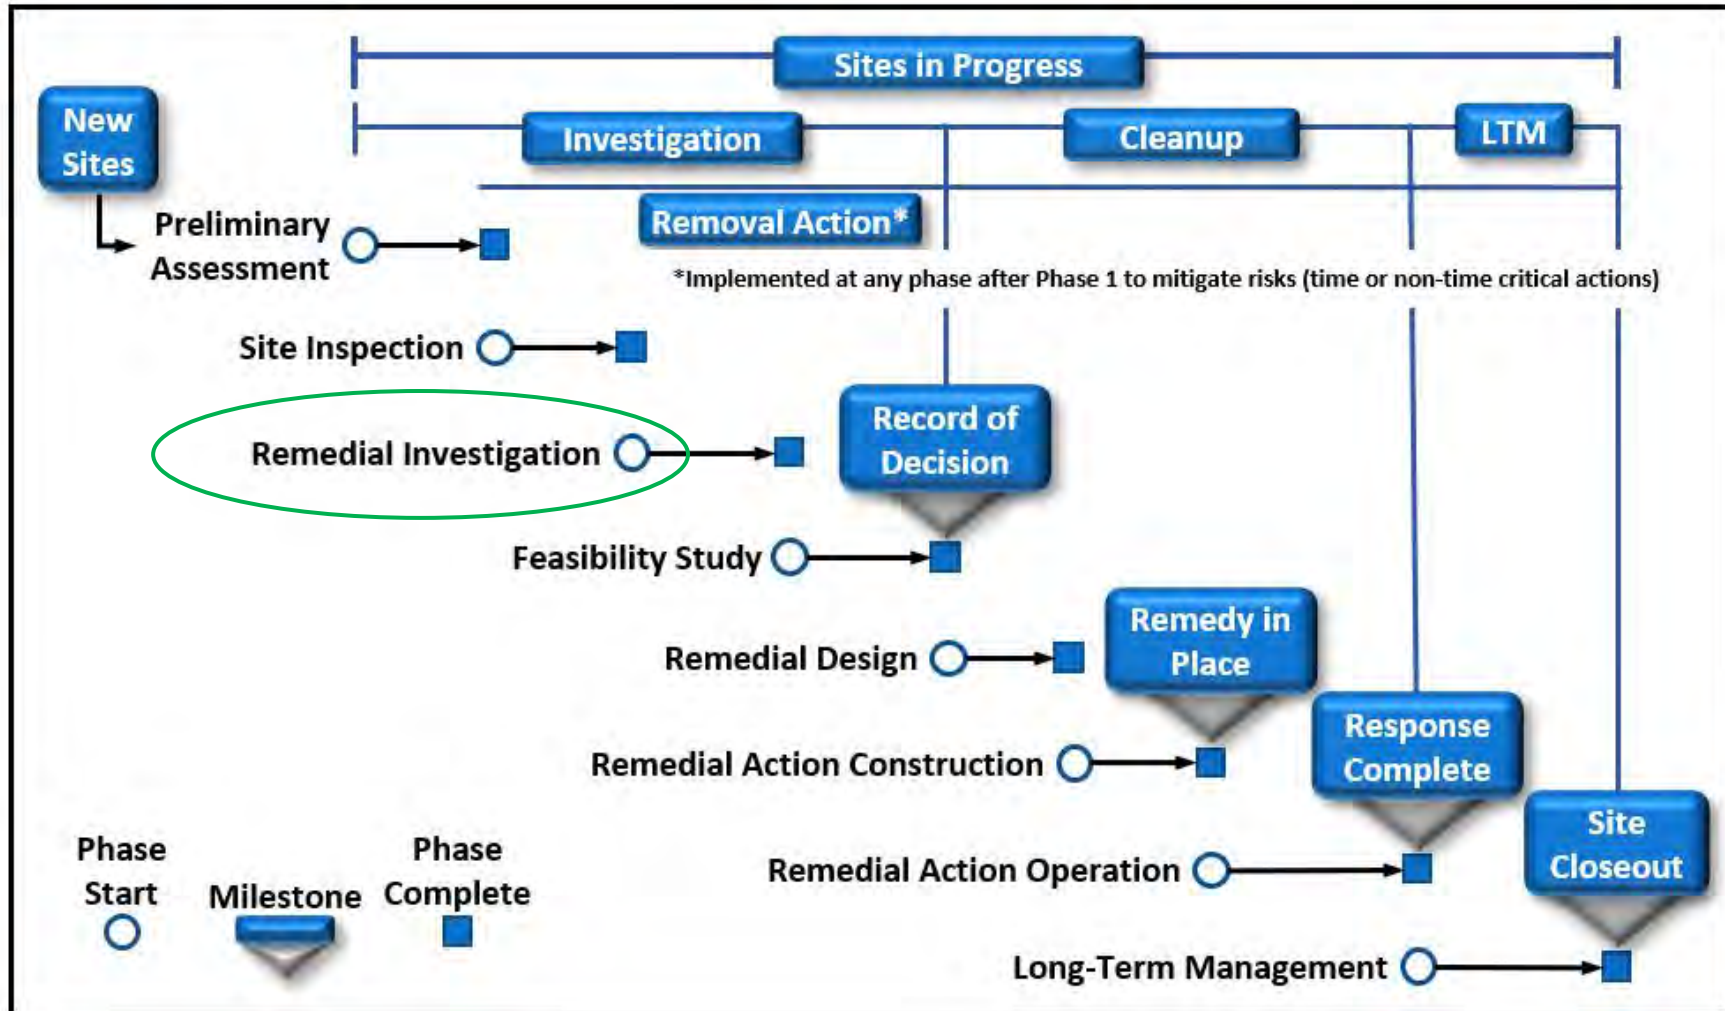 Sites in Progress
New
Sites
Investigation
Cleanup
LTM
Removal Action*
Preliminary
Assessment
*Implemented at any phase after Phase 1 to mitigate risks (time or non-time critical actions)
Site Inspection
Remedial Investigation
Record of
Decision
Feasibility Study
Remedial Design
Remedy in
Place
Remedial Action Construction
Response
Complete
Remedial Action Operation
Site
Closeout
Long-Term Management
Phase
Start
Milestone
Phase
Complete